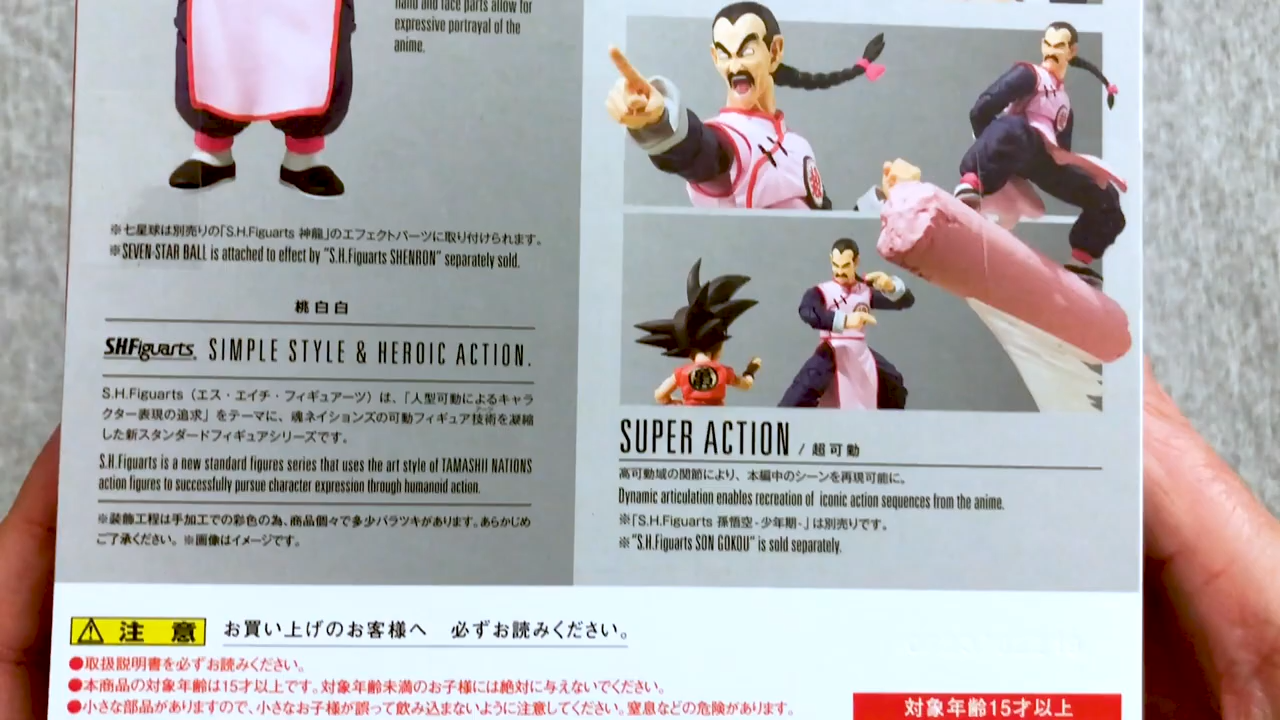 hand and face parts allow for
expressive portrayal of the
anime.
※七星球は別売りの「S.H.Figuarts 神龍」のエフェクトパーツに取り付けられます。
※SEVEN-STAR BALL is attached to effect by "S.H.Figuarts SHENRON" separately sold.
桃白白
S.H.Figuarts. SIMPLE STYLE & HEROIC ACTION.
S.H.Figuarts（エス・エイチ・フィギュアーツ）は、「人型可動によるキャラ
クター表現の追求」をテーマに、魂ネイションズの可動フィギュア技術を凝縮
した新スタンダードフィギュアシリーズです。
S.H.Figuarts is a new standard figures series that uses the art style of TAMASHII NATIONS
action figures to successfully pursue character expression through humanoid action.
※装飾工程は手加工での彩色の為、商品個々で多少バラツキがあります。あらかじめ
ご了承ください。 ※画像はイメージです。
SUPER ACTION / 超可動
高可動域の関節により、本編中のシーンを再現可能に。
Dynamic articulation enables recreation of iconic action sequences from the anime.
※「S.H.Figuarts 孫悟空-少年期-」は別売りです。
※"S.H.Figuarts SON GOKOU" is sold separately.
注意 お買い上げのお客様へ 必ずお読みください。
●取扱説明書を必ずお読みください。
●本商品の対象年齢は15才以上です。対象年齢未満のお子様には絶対に与えないでください。
●小さな部品がありますので、小さなお子様が誤って飲み込まないように注意してください。窒息などの危険があります。
対象年齢15才以上